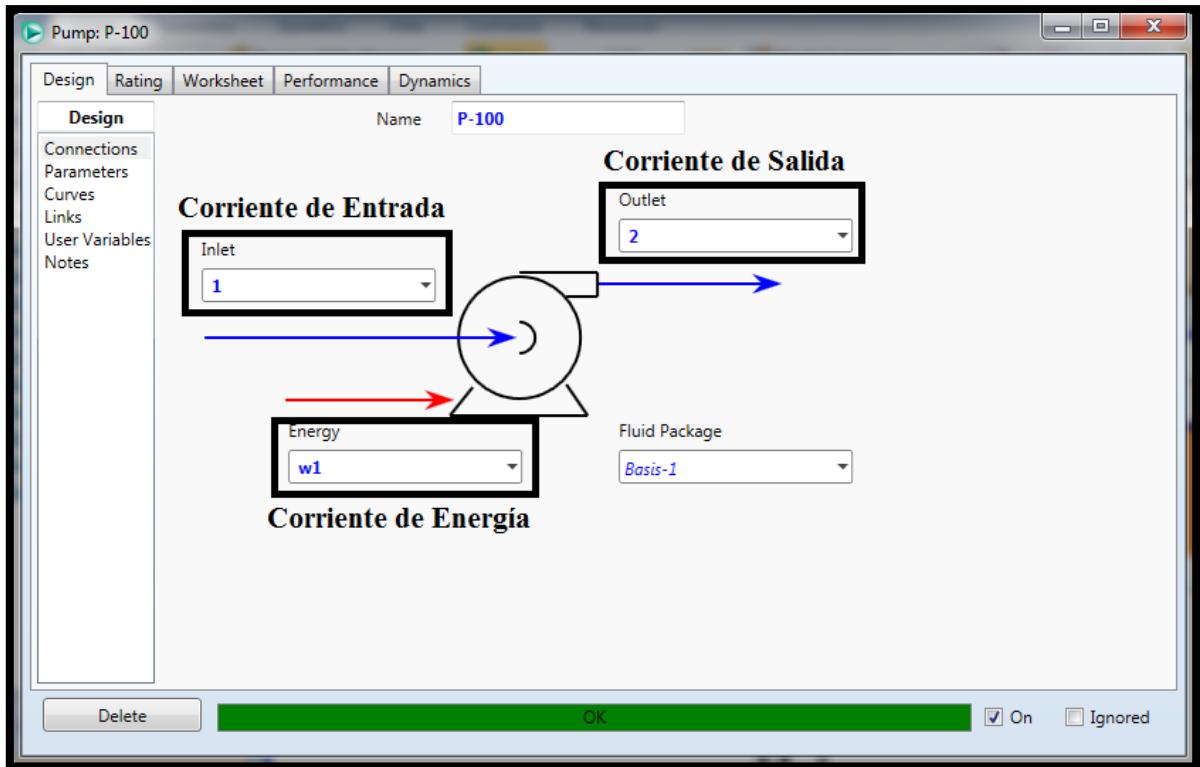 Pump: P-100
Design Rating Worksheet Performance Dynamics
Design
Connections
Parameters
Curves
Links
User Variables
Notes
Name P-100
Corriente de Salida
Outlet
2
Corriente de Entrada
Inlet
1
Energy
w1
Corriente de Energía
Fluid Package
Basis-1
Delete OK On Ignored